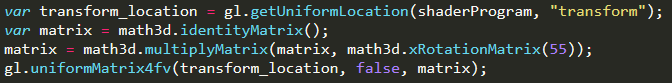 var transform_location = gl.getUniformLocation(shaderProgram, "transform");
var matrix = math3d.identityMatrix();
matrix = math3d.multiplyMatrix(matrix, math3d.xRotationMatrix(55));
gl.uniformMatrix4fv(transform_location, false, matrix);